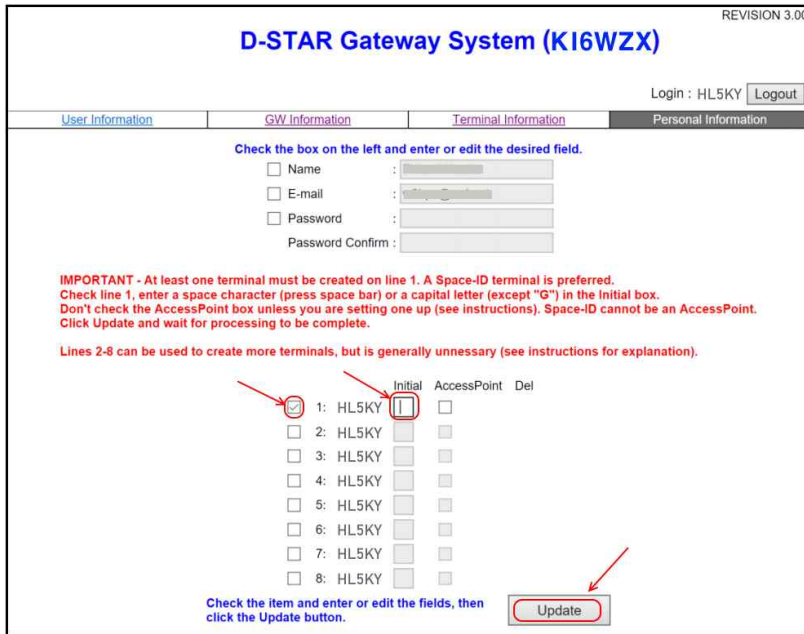 REVISION 3.00
D-STAR Gateway System (KI6WZX)
Login : HL5KY Logout
User Information GW Information Terminal Information Personal Information
Check the box on the left and enter or edit the desired field.
Name :
E-mail :
Password :
Password Confirm :
IMPORTANT - At least one terminal must be created on line 1. A Space-ID terminal is preferred.
Check line 1, enter a space character (press space bar) or a capital letter (except "G") in the Initial box.
Don't check the AccessPoint box unless you are setting one up (see instructions). Space-ID cannot be an AccessPoint.
Click Update and wait for processing to be complete.
Lines 2-8 can be used to create more terminals, but is generally unnessary (see instructions for explanation).
Initial AccessPoint Del
1: HL5KY
2: HL5KY
3: HL5KY
4: HL5KY
5: HL5KY
6: HL5KY
7: HL5KY
8: HL5KY
Check the item and enter or edit the fields, then
click the Update button.
Update